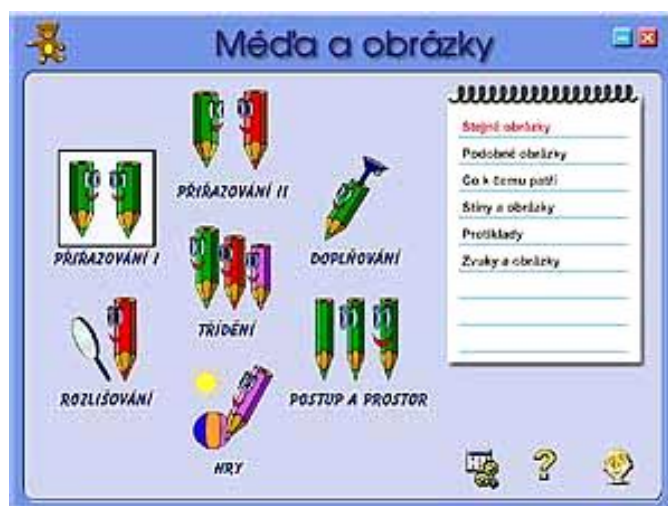 Méďa a obrázky
PŘIŘAZOVÁNÍ II
PŘIŘAZOVÁNÍ I
DOPLŇOVÁNÍ
TŘÍDĚNÍ
ROZLIŠOVÁNÍ
POSTUP A PROSTOR
HRY
Stejné obrázky
Podobné obrázky
Co k čemu patří
Stíny a obrázky
Protiklady
Zvuky a obrázky
?